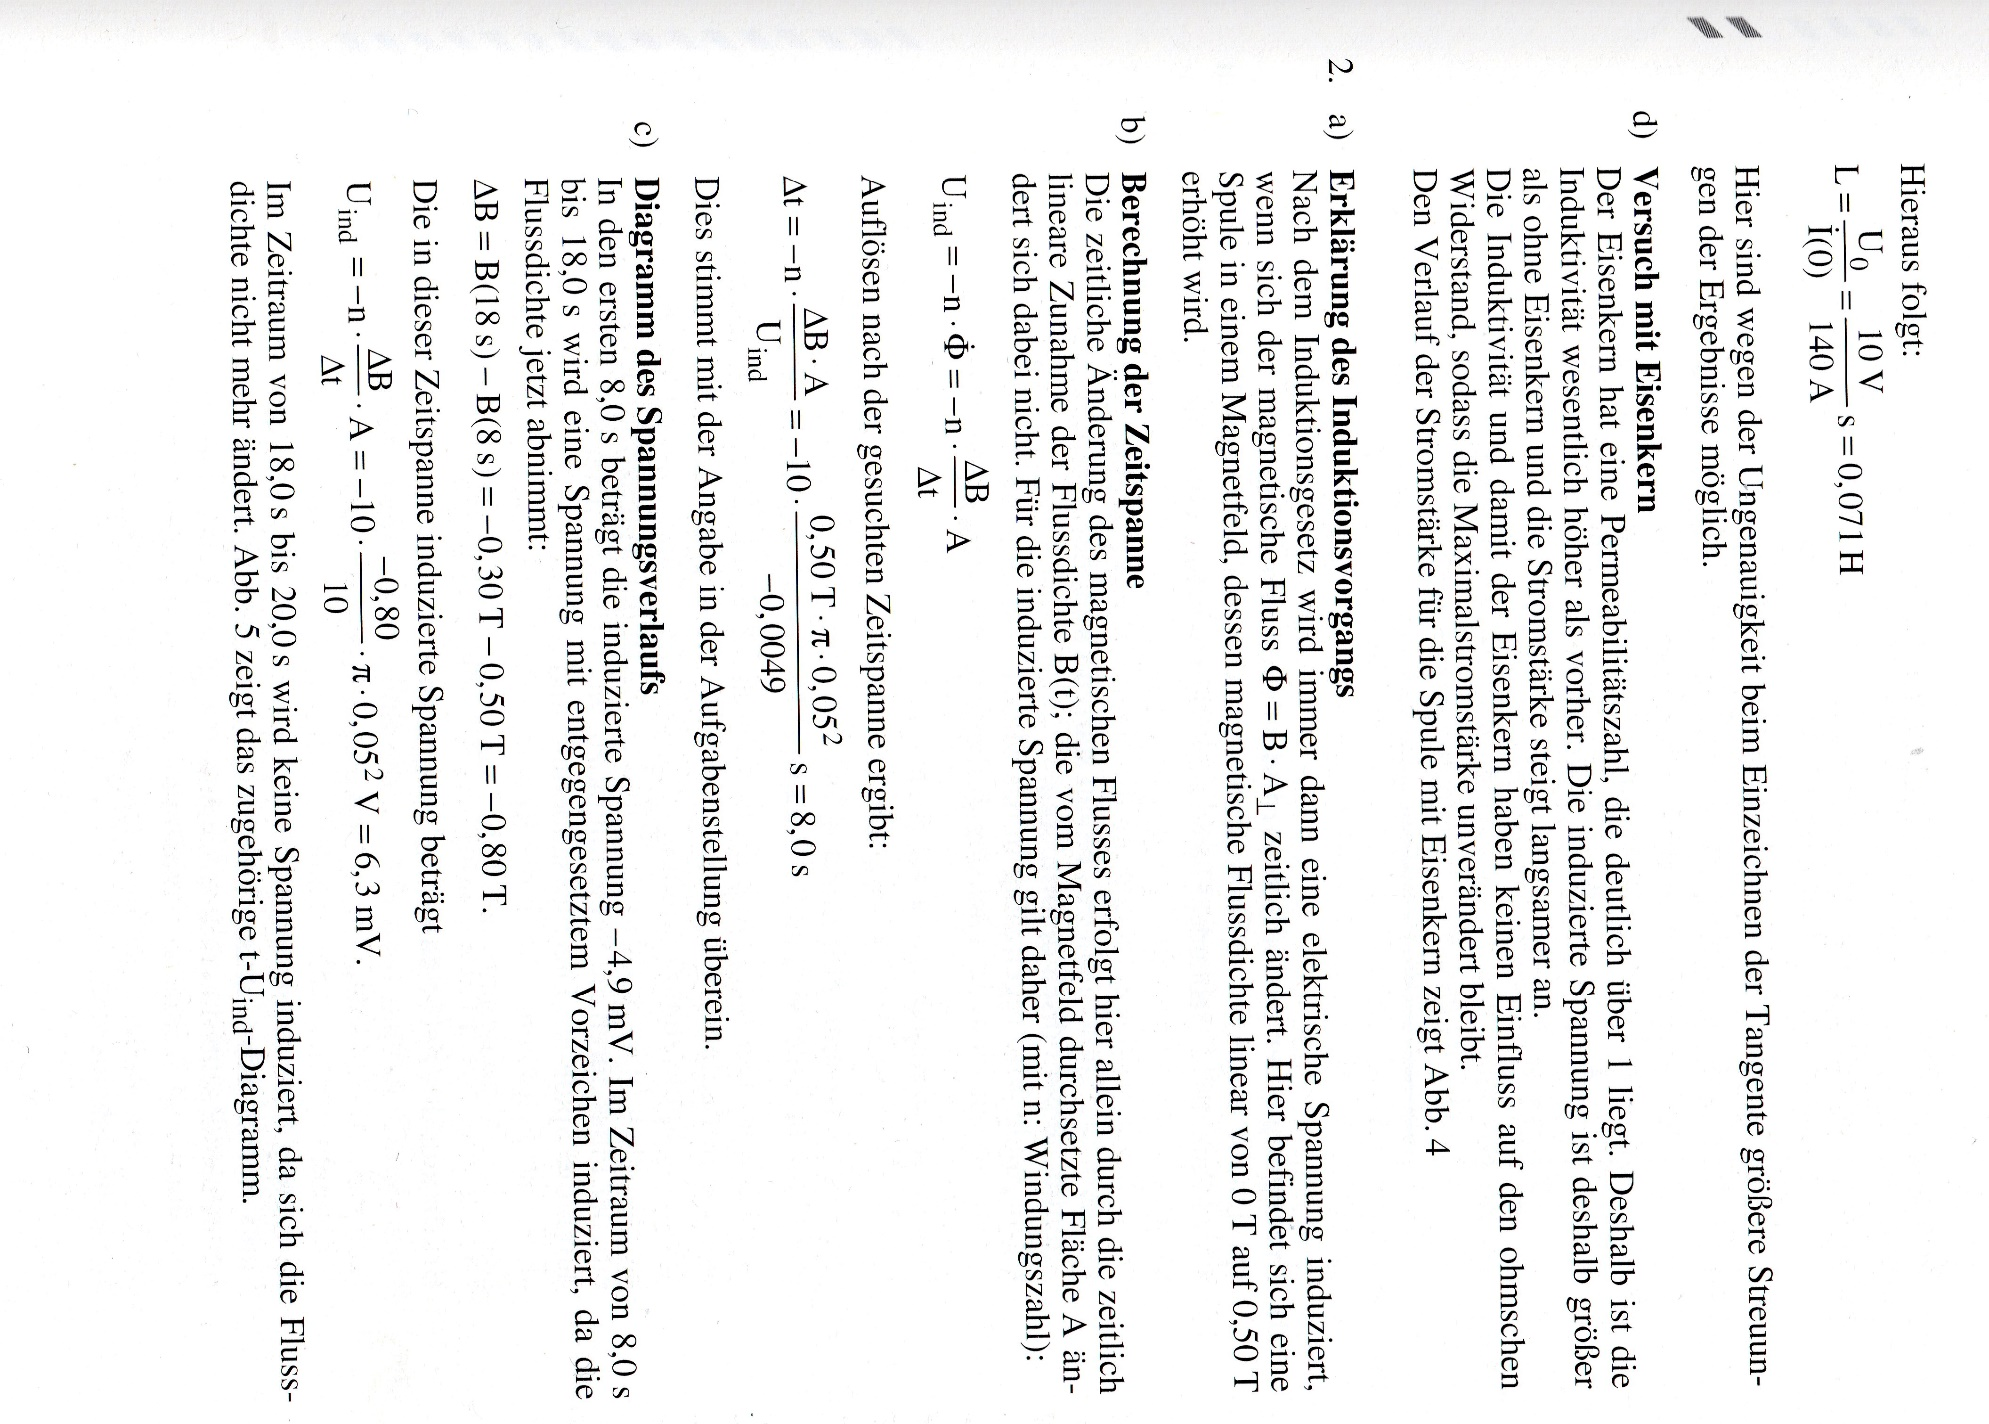 Hieraus folgt:
L = U₀ / İ(0) = 10 V / 140 A s = 0,071 H
Hier sind wegen der Ungenauigkeit beim Einzeichnen der Tangente größere Streuun-
gen der Ergebnisse möglich.
d) Versuch mit Eisenkern
Der Eisenkern hat eine Permeabilitätszahl, die deutlich über 1 liegt. Deshalb ist die
Induktivität wesentlich höher als vorher. Die induzierte Spannung ist deshalb größer
als ohne Eisenkern und die Stromstärke steigt langsamer an.
Die Induktivität und damit der Eisenkern haben keinen Einfluss auf den ohmschen
Widerstand, sodass die Maximalstromstärke unverändert bleibt.
Den Verlauf der Stromstärke für die Spule mit Eisenkern zeigt Abb. 4
2. a) Erklärung des Induktionsvorgangs
Nach dem Induktionsgesetz wird immer dann eine elektrische Spannung induziert,
wenn sich der magnetische Fluss Φ = B · A⊥ zeitlich ändert. Hier befindet sich eine
Spule in einem Magnetfeld, dessen magnetische Flussdichte linear von 0 T auf 0,50 T
erhöht wird.
b) Berechnung der Zeitspanne
Die zeitliche Änderung des magnetischen Flusses erfolgt hier allein durch die zeitlich
lineare Zunahme der Flussdichte B(t); die vom Magnetfeld durchsetzte Fläche A än-
dert sich dabei nicht. Für die induzierte Spannung gilt daher (mit n: Windungszahl):
U_ind = −n · Φ̇ = −n · ΔB / Δt · A
Auflösen nach der gesuchten Zeitspanne ergibt:
Δt = −n · ΔB · A / U_ind = −10 · 0,50 T · π · 0,05² / −0,0049 s = 8,0 s
Dies stimmt mit der Angabe in der Aufgabenstellung überein.
c) Diagramm des Spannungsverlaufs
In den ersten 8,0 s beträgt die induzierte Spannung −4,9 mV. Im Zeitraum von 8,0 s
bis 18,0 s wird eine Spannung mit entgegengesetztem Vorzeichen induziert, da die
Flussdichte jetzt abnimmt:
ΔB = B(18 s) − B(8 s) = −0,30 T − 0,50 T = −0,80 T.
Die in dieser Zeitspanne induzierte Spannung beträgt
U_ind = −n · ΔB / Δt · A = −10 · −0,80 / 10 · π · 0,05² V = 6,3 mV.
Im Zeitraum von 18,0 s bis 20,0 s wird keine Spannung induziert, da sich die Fluss-
dichte nicht mehr ändert. Abb. 5 zeigt das zugehörige t-U_ind-Diagramm.